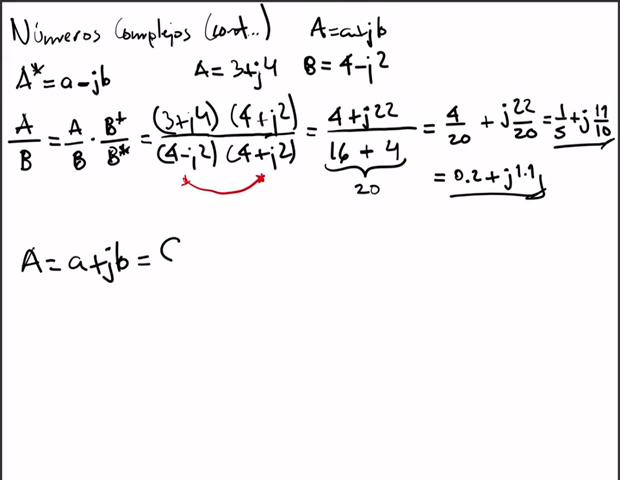 Números Complejos (cont...) A=a+jb
A*=a-jb A=3+j4 B=4-j2
A/B = A/B · B*/B* = (3+j4) (4+j2) / (4-j2) (4+j2) = 4+j22 / 16+4 = 4/20 + j22/20 = 1/5 + j11/10
20 = 0.2+j1.1
A=a+jb=C